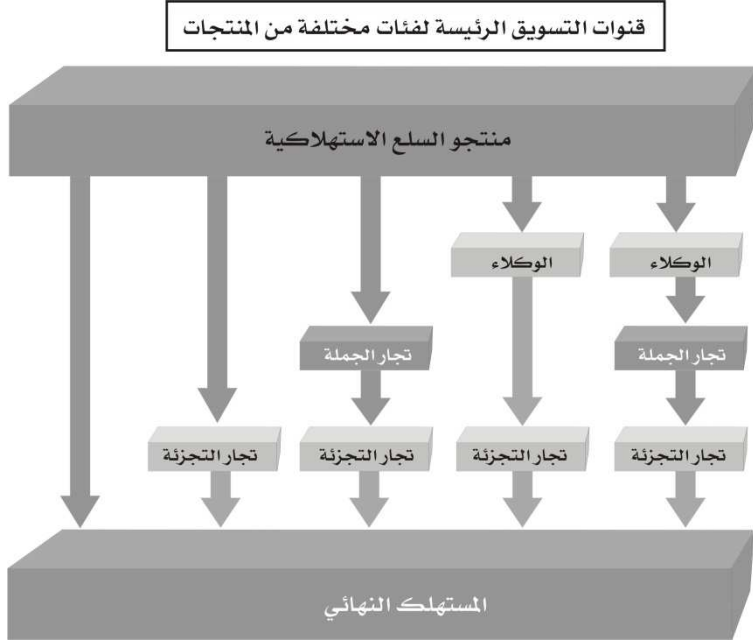 قنوات التسويق الرئيسة لفئات مختلفة من المنتجات
منتجو السلع الاستهلاكية
الوكلاء
الوكلاء
تجار الجملة
تجار الجملة
تجار التجزئة
تجار التجزئة
تجار التجزئة
تجار التجزئة
المستهلك النهائي